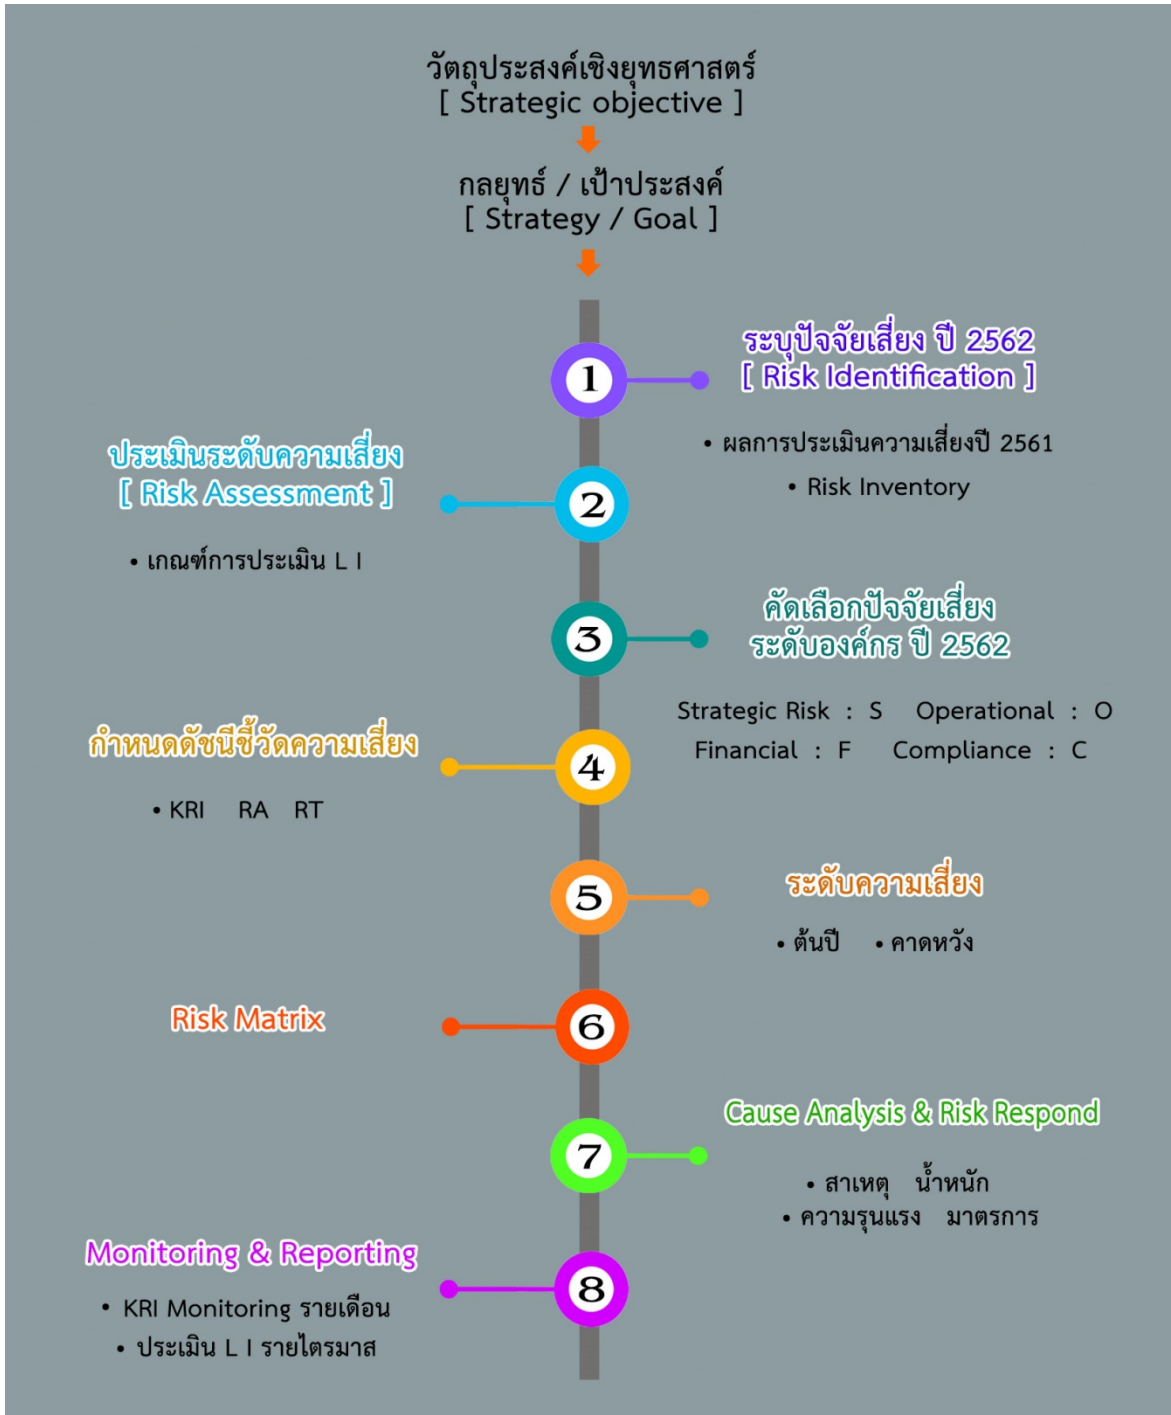 วัตถุประสงค์เชิงยุทธศาสตร์
[ Strategic objective ]
กลยุทธ์ / เป้าประสงค์
[ Strategy / Goal ]
1
ระบุปัจจัยเสี่ยง ปี 2562
[ Risk Identification ]
• ผลการประเมินความเสี่ยงปี 2561
• Risk Inventory
ประเมินระดับความเสี่ยง
[ Risk Assessment ]
2
• เกณฑ์การประเมิน L I
3
คัดเลือกปัจจัยเสี่ยง
ระดับองค์กร ปี 2562
Strategic Risk : S Operational : O
Financial : F Compliance : C
กำหนดดัชนีชี้วัดความเสี่ยง
4
• KRI RA RT
5
ระดับความเสี่ยง
• ต้นปี • คาดหวัง
Risk Matrix
6
7
Cause Analysis & Risk Respond
• สาเหตุ น้ำหนัก
• ความรุนแรง มาตรการ
Monitoring & Reporting
8
• KRI Monitoring รายเดือน
• ประเมิน L I รายไตรมาส